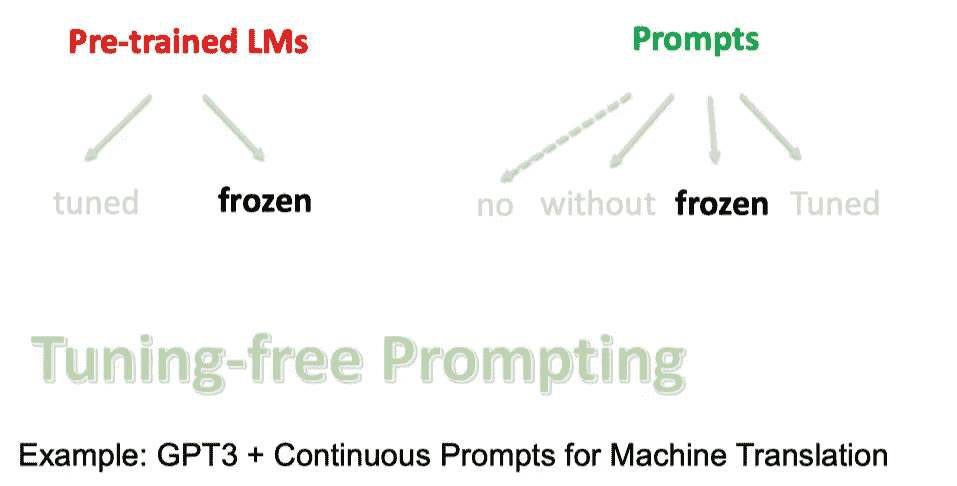 Pre-trained LMs Prompts
tuned frozen no without frozen Tuned
Tuning-free Prompting
Example: GPT3 + Continuous Prompts for Machine Translation